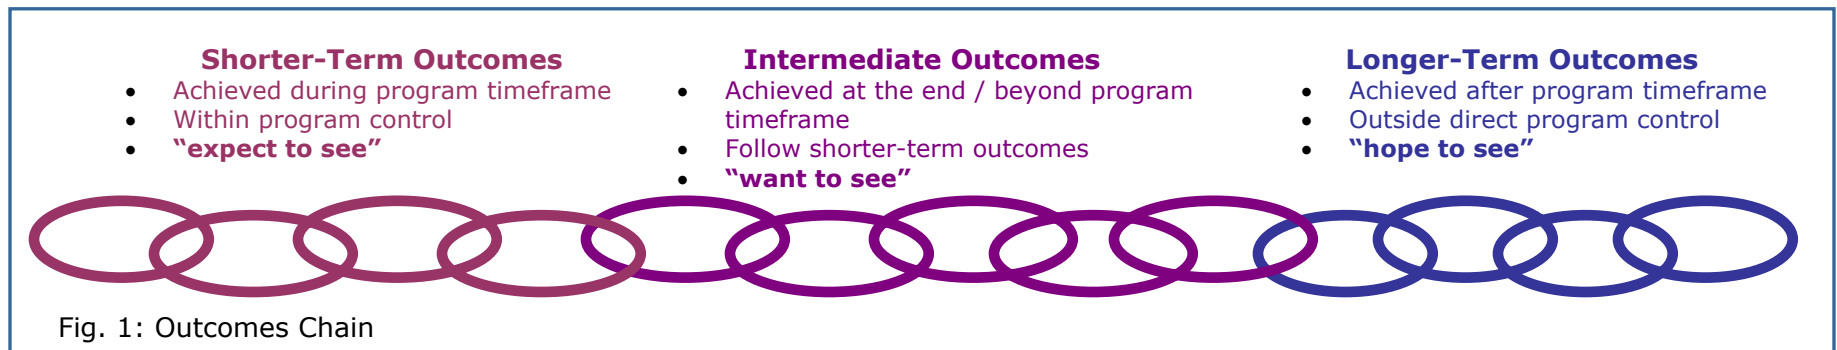 Shorter-Term Outcomes
• Achieved during program timeframe
• Within program control
• “expect to see”
Intermediate Outcomes
• Achieved at the end / beyond program
timeframe
• Follow shorter-term outcomes
• “want to see”
Longer-Term Outcomes
• Achieved after program timeframe
• Outside direct program control
• “hope to see”
Fig. 1: Outcomes Chain